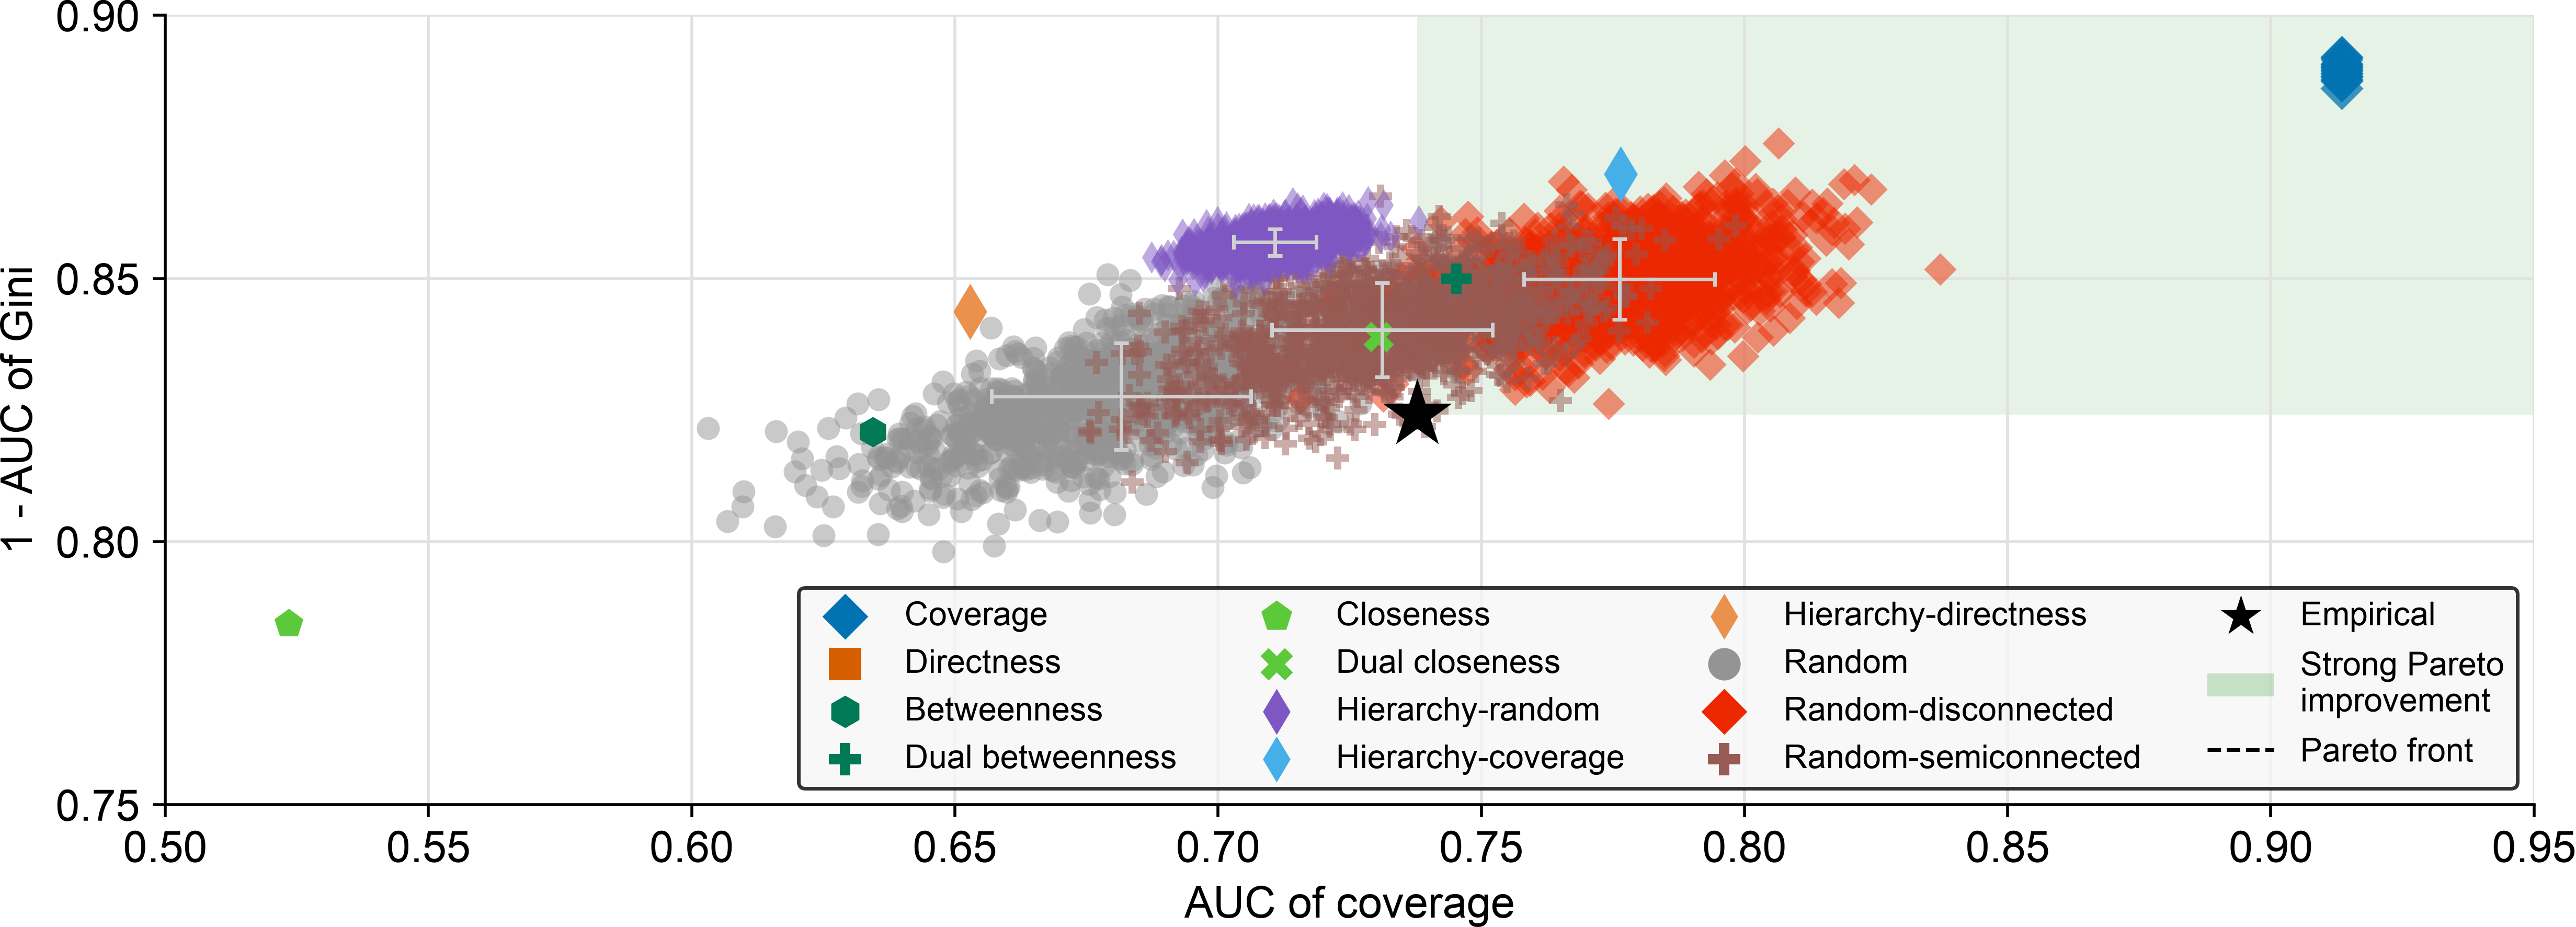 0.90
0.85
0.80
0.75
1 - AUC of Gini
Coverage
Directness
Betweenness
Dual betweenness
Closeness
Dual closeness
Hierarchy-random
Hierarchy-coverage
Hierarchy-directness
Random
Random-disconnected
Random-semiconnected
Empirical
Strong Pareto
improvement
Pareto front
0.50 0.55 0.60 0.65 0.70 0.75 0.80 0.85 0.90 0.95
AUC of coverage